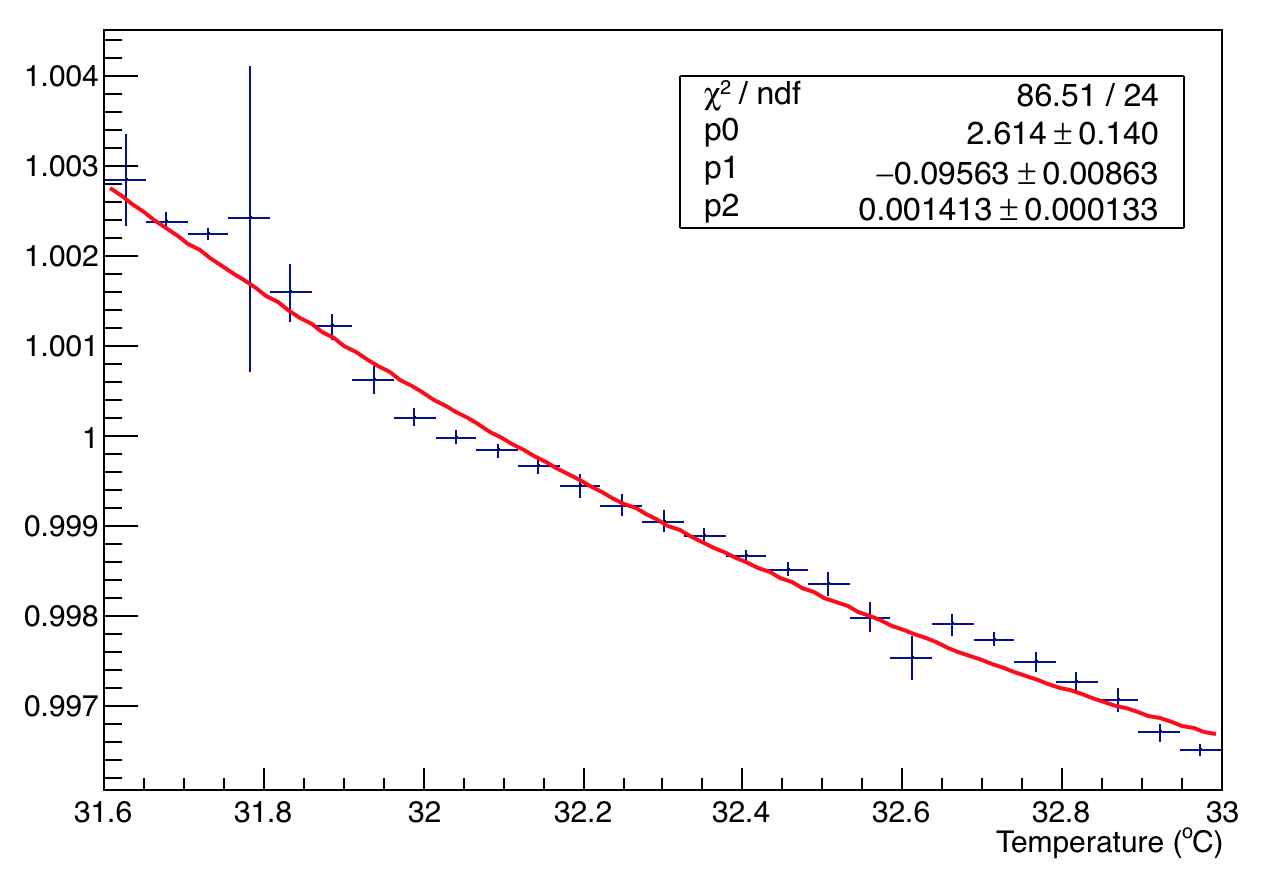 1.004
1.003
1.002
1.001
1
0.999
0.998
0.997
χ² / ndf 86.51 / 24
p0 2.614 ± 0.140
p1 −0.09563 ± 0.00863
p2 0.001413 ± 0.000133
31.6 31.8 32 32.2 32.4 32.6 32.8 33
Temperature (°C)